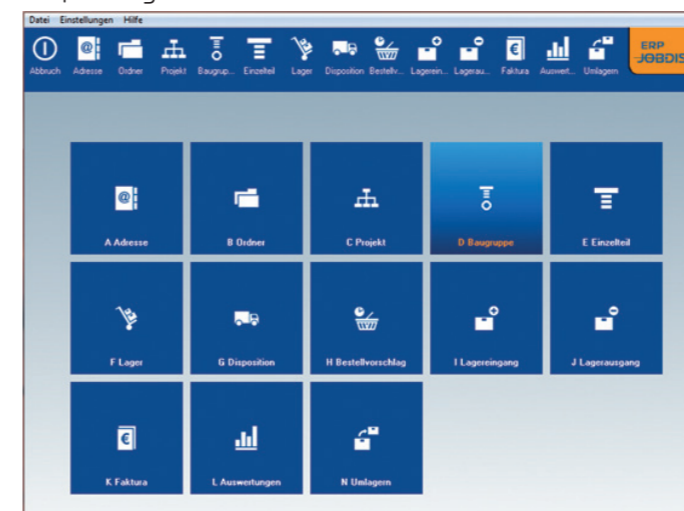 Datei Einstellungen Hilfe
Abbruch Adresse Ordner Projekt Baugrup... Einzelteil Lager Disposition Bestellv... Lagerein... Lagerau... Faktura Auswert... Umlagern
ERP
JOBDIS
A Adresse B Ordner C Projekt D Baugruppe E Einzelteil
F Lager G Disposition H Bestellvorschlag I Lagereingang J Lagerausgang
K Faktura L Auswertungen N Umlagern